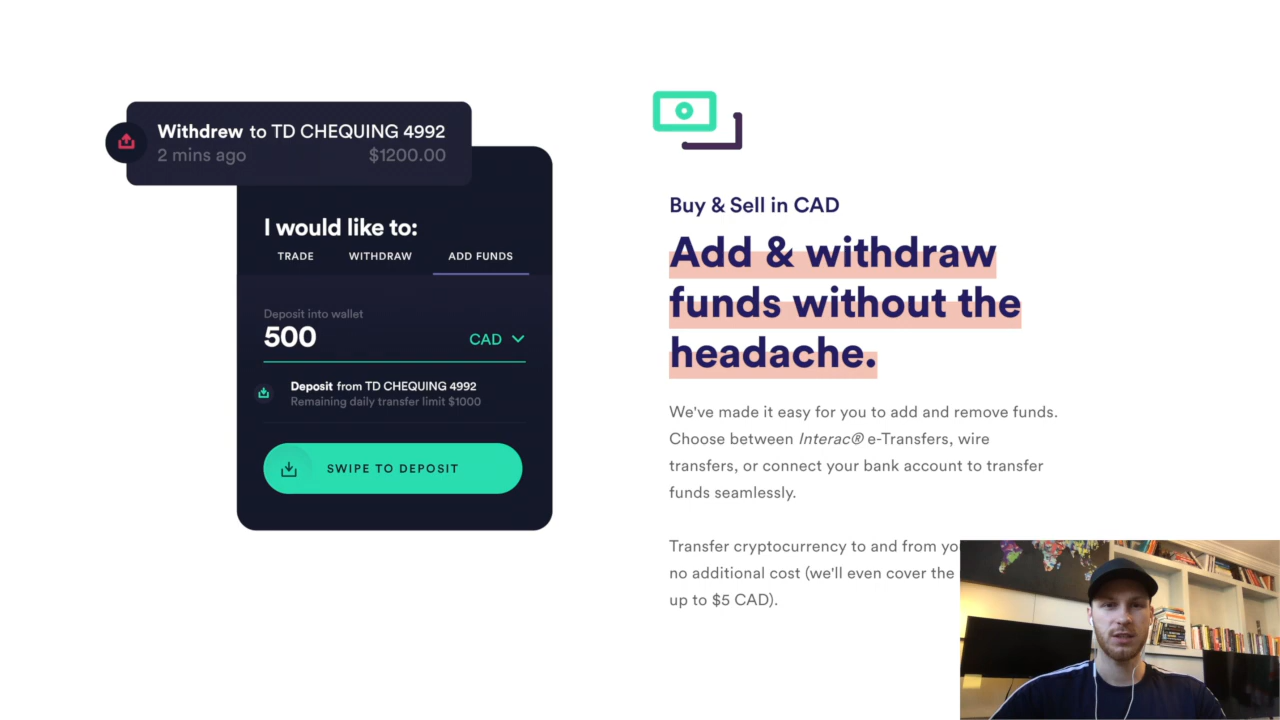 Withdrew to TD CHEQUING 4992
2 mins ago $1200.00
I would like to:
TRADE WITHDRAW ADD FUNDS
Deposit into wallet
500 CAD
Deposit from TD CHEQUING 4992
Remaining daily transfer limit $1000
SWIPE TO DEPOSIT
Buy & Sell in CAD
Add & withdraw
funds without the
headache.
We've made it easy for you to add and remove funds.
Choose between Interac® e-Transfers, wire
transfers, or connect your bank account to transfer
funds seamlessly.
Transfer cryptocurrency to and from
no additional cost (we'll even cover the
up to $5 CAD).